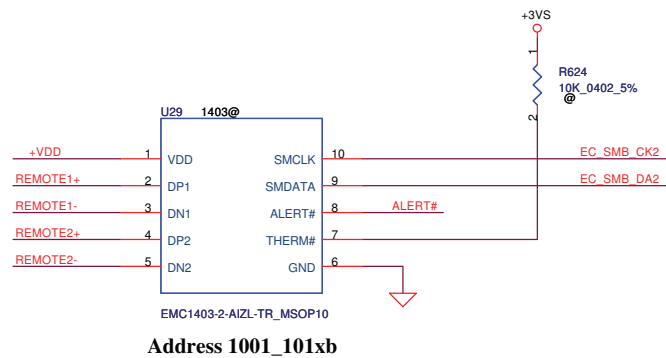 +3VS
1
R624
10K_0402_5%
@
2
U29 1403@
+VDD 1 VDD SMCLK 10 EC_SMB_CK2
REMOTE1+ 2 DP1 SMDATA 9 EC_SMB_DA2
REMOTE1- 3 DN1 ALERT# 8 ALERT#
REMOTE2+ 4 DP2 THERM# 7
REMOTE2- 5 DN2 GND 6
EMC1403-2-AIZL-TR_MSOP10
Address 1001_101xb